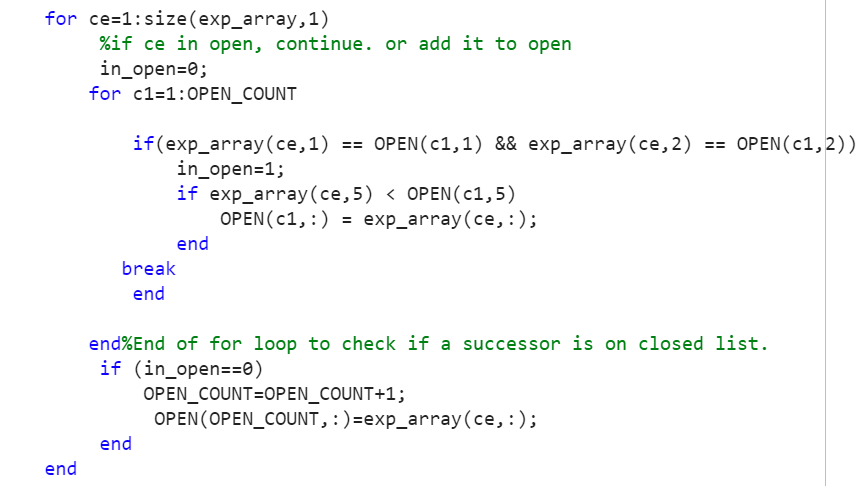 for ce=1:size(exp_array,1)
%if ce in open, continue. or add it to open
in_open=0;
for c1=1:OPEN_COUNT
if(exp_array(ce,1) == OPEN(c1,1) && exp_array(ce,2) == OPEN(c1,2))
in_open=1;
if exp_array(ce,5) < OPEN(c1,5)
OPEN(c1,:) = exp_array(ce,:);
end
break
end
end%End of for loop to check if a successor is on closed list.
if (in_open==0)
OPEN_COUNT=OPEN_COUNT+1;
OPEN(OPEN_COUNT,:)=exp_array(ce,:);
end
end